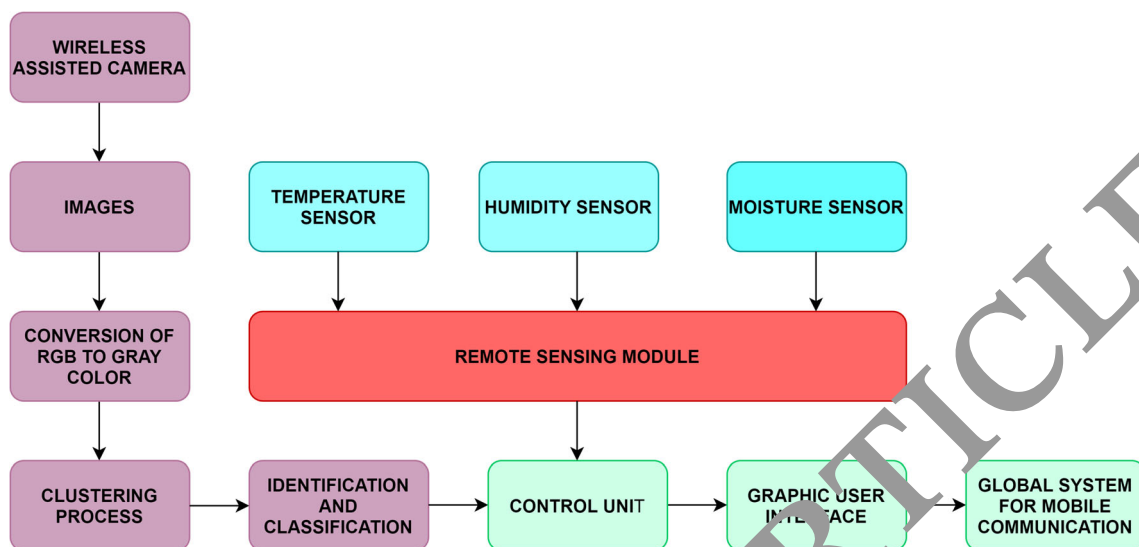 WIRELESS
ASSISTED CAMERA
IMAGES
TEMPERATURE
SENSOR
HUMIDITY SENSOR
MOISTURE SENSOR
CONVERSION OF
RGB TO GRAY
COLOR
REMOTE SENSING MODULE
CLUSTERING
PROCESS
IDENTIFICATION
AND
CLASSIFICATION
CONTROL UNIT
GRAPHIC USER
INTERFACE
GLOBAL SYSTEM
FOR MOBILE
COMMUNICATION